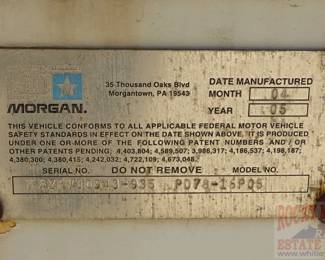 35 Thousand Oaks Blvd
Morgantown, PA 19543
MORGAN.
DATE MANUFACTURED
MONTH 04
YEAR 05
THIS VEHICLE CONFORMS TO ALL APPLICABLE FEDERAL MOTOR VEHICLE
SAFETY STANDARDS IN EFFECT ON THE DATE SHOWN ABOVE. IT IS PRODUCED
UNDER ONE-OR-MORE OF THE FOLLOWING PATENT NUMBERS AND/
OR OTHER PATENTS PENDING. 4,403,804; 4,589,507; 3,986,317; 4,186,537; 4,198,187;
4,380,300; 4,380,415; 4,242,032; 4,722,109; 4,673,048.
SERIAL NO. DO NOT REMOVE MODEL NO.
ESTATE